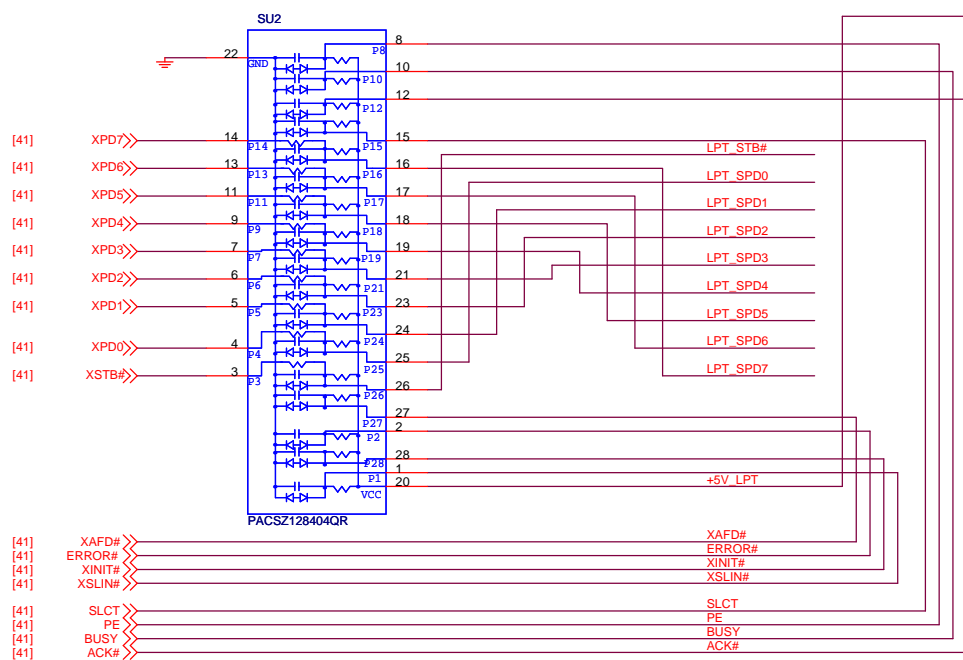 SU2
8
P8
22
GND
10
P10
12
P12
[41] XPD7 14 P14 15 P15
LPT_STB#
[41] XPD6 13 P13 16 P16
LPT_SPD0
[41] XPD5 11 P11 17 P17
LPT_SPD1
[41] XPD4 9 P9 18 P18
LPT_SPD2
[41] XPD3 7 P7 19 P19
LPT_SPD3
[41] XPD2 6 P6 21 P21
LPT_SPD4
[41] XPD1 5 P5 23 P23
LPT_SPD5
24 P24
[41] XPD0 4 P4
LPT_SPD6
25 P25
[41] XSTB# 3 P3
LPT_SPD7
26 P26
27 P27
2 P2
28 P28
1 P1
20 VCC
+5V_LPT
PACSZ128404QR
[41] XAFD# XAFD#
[41] ERROR# ERROR#
[41] XINIT# XINIT#
[41] XSLIN# XSLIN#
[41] SLCT SLCT
[41] PE PE
[41] BUSY BUSY
[41] ACK# ACK#